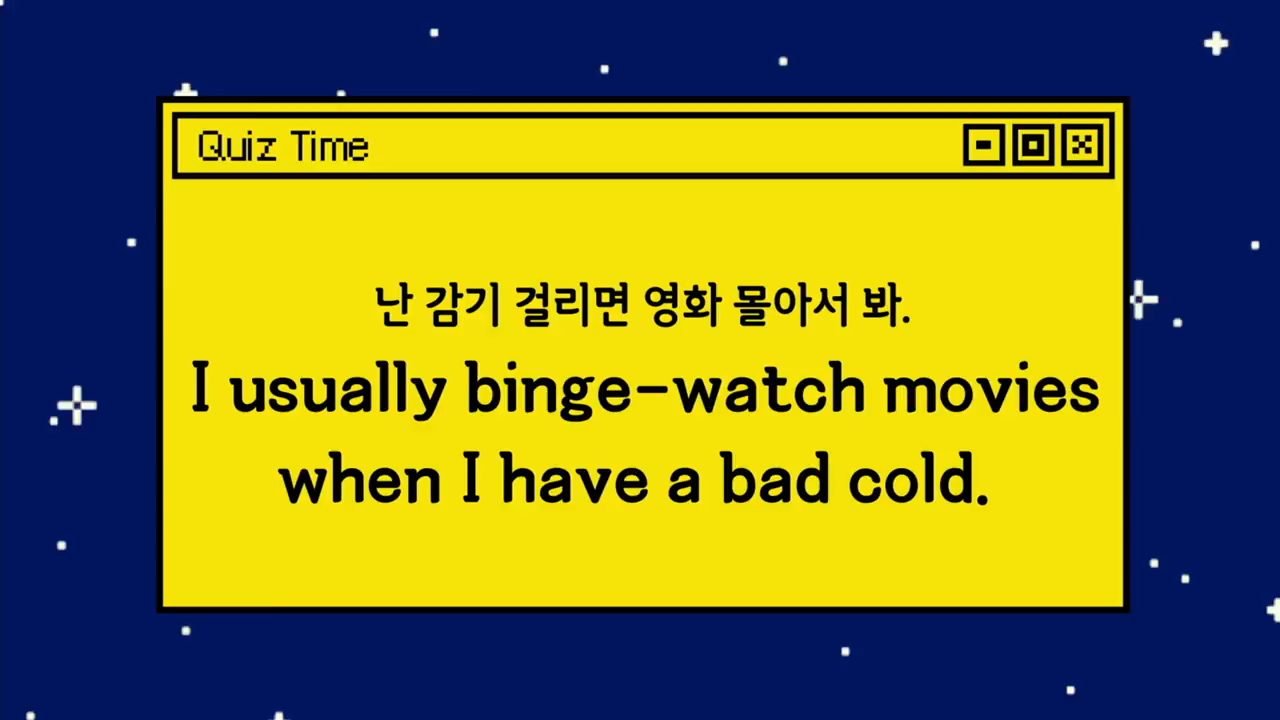 Quiz Time
난 감기 걸리면 영화 몰아서 봐.
I usually binge-watch movies
when I have a bad cold.